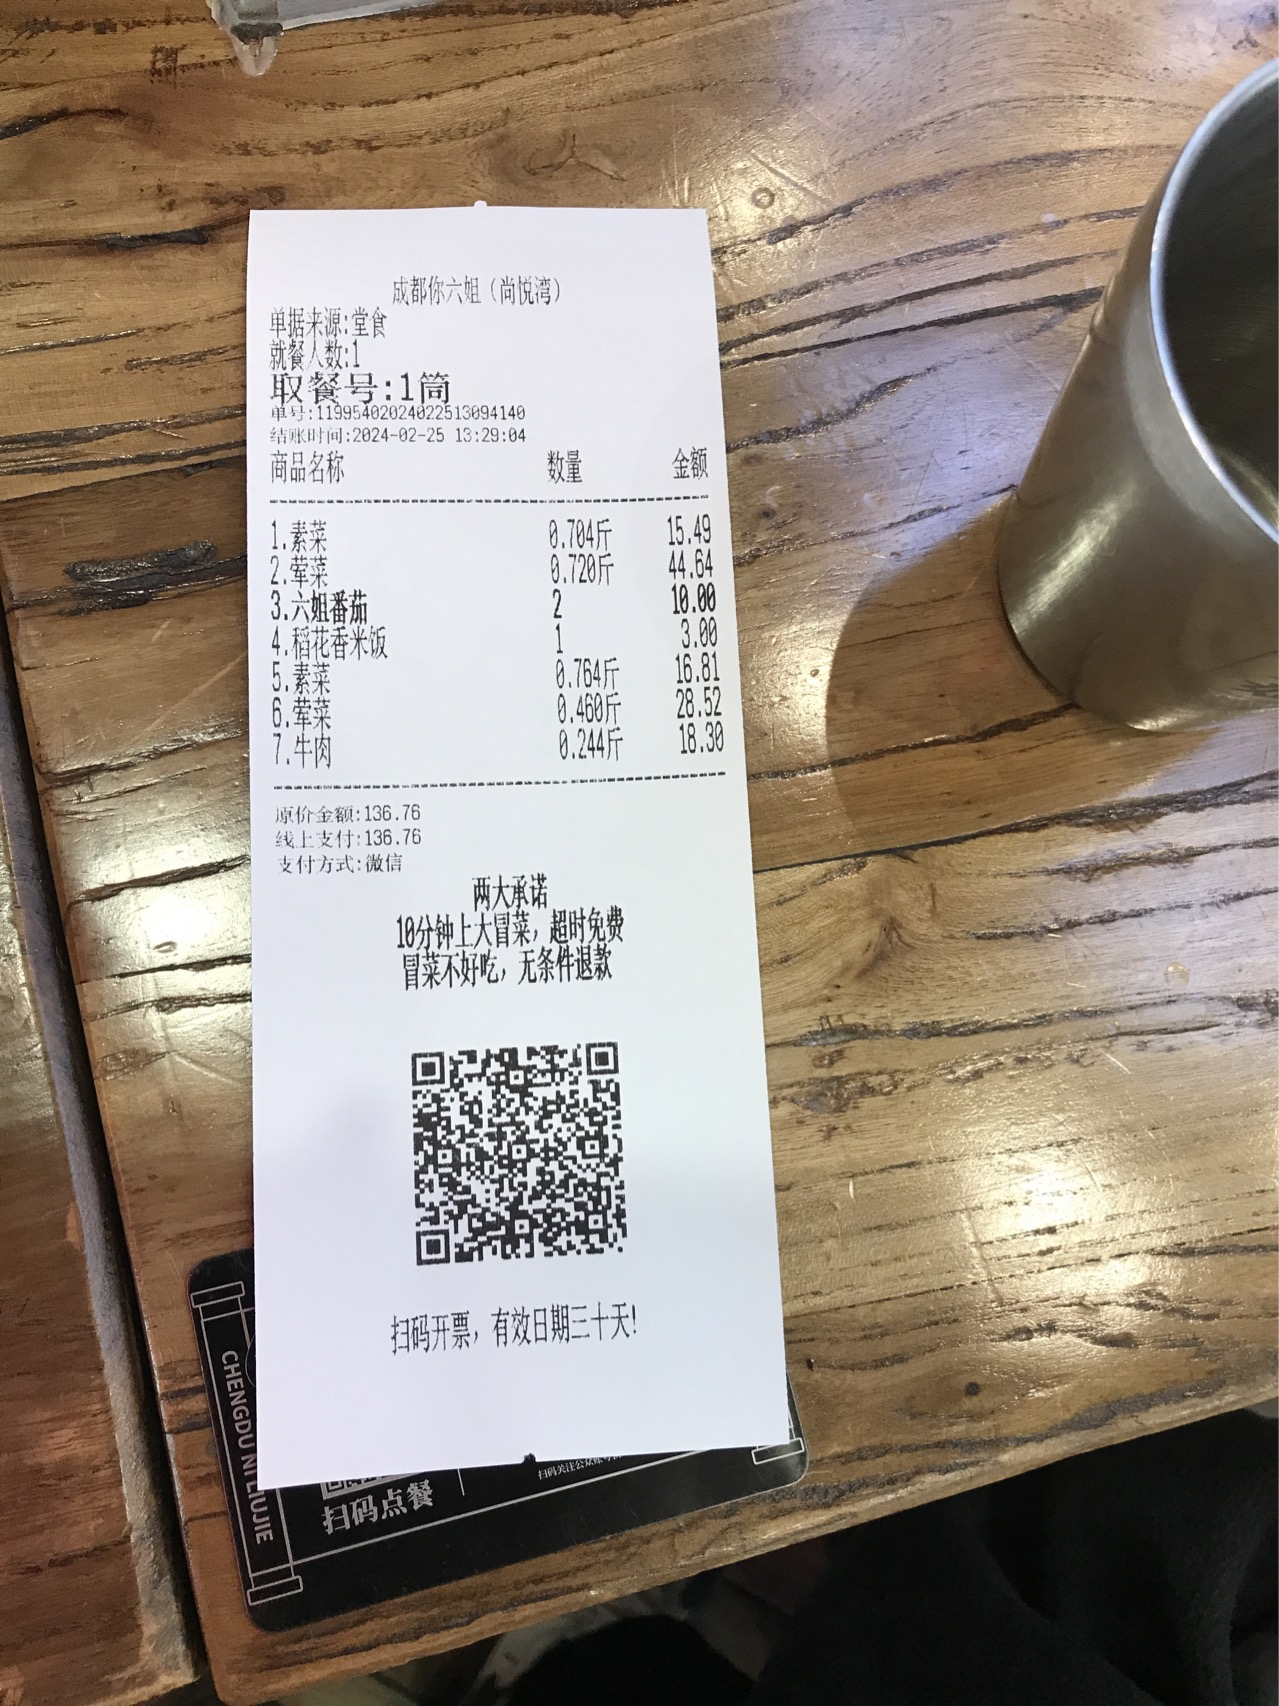 成都你六姐（尚悦湾）
单据来源:堂食
就餐人数:1
取餐号:1筒
单号:11995402024022513094140
结账时间:2024-02-25 13:29:04
商品名称 数量 金额
1.素菜 0.704斤 15.49
2.荤菜 0.720斤 44.64
3.六姐番茄 2 10.00
4.稻花香米饭 1 3.00
5.素菜 0.764斤 16.81
6.荤菜 0.460斤 28.52
7.牛肉 0.244斤 18.30
原价金额:136.76
线上支付:136.76
支付方式:微信
两大承诺
10分钟上大冒菜，超时免费
冒菜不好吃，无条件退款
扫码开票，有效日期三十天!
CHENGDU NI LIUJIE
扫码点餐
扫码关注公众账号